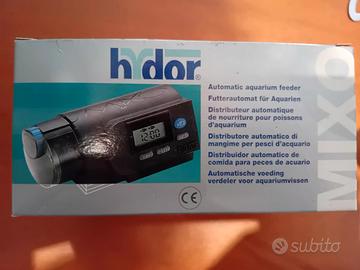 hydor®
Automatic aquarium feeder
Futterautomat für Aquarien
Distributeur automatique
de nourriture pour poissons
d'aquarium
Distributore automatico di
mangime per pesci d'acquario
Distribuidor automatico de
comida para peces de acuario
Automatische voeding
verdeler voor aquariumvissen
12:00
CE
MIXO
subito